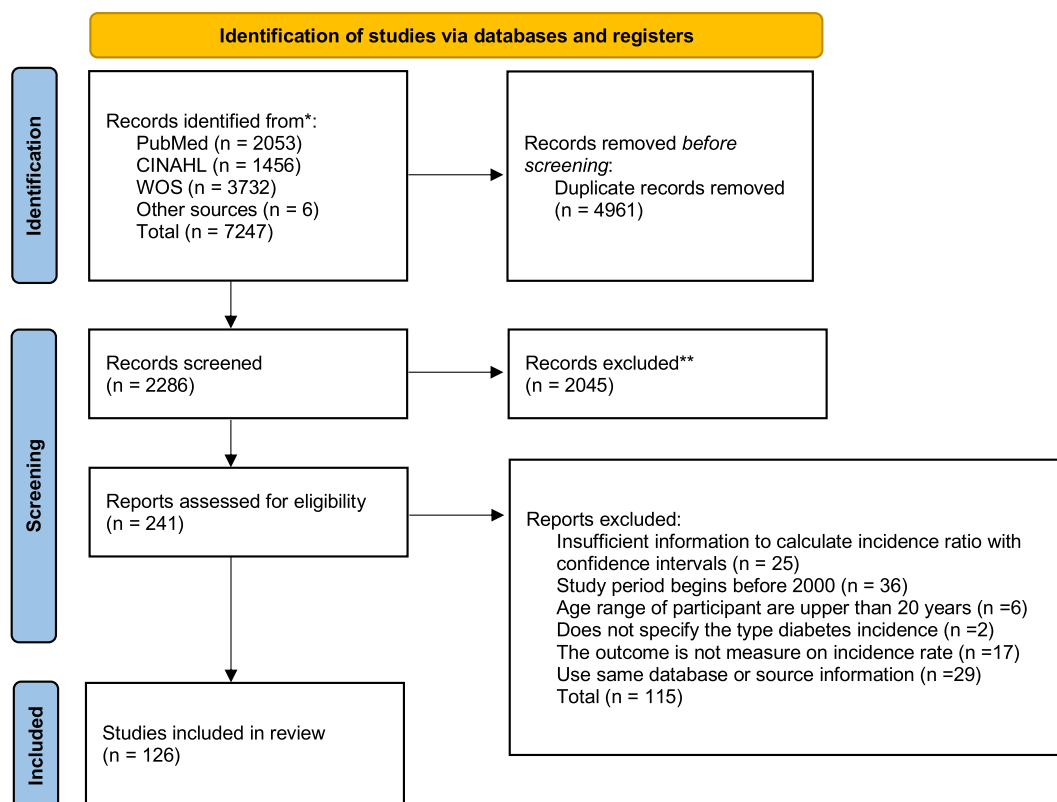 Identification of studies via databases and registers
Identification
Records identified from*:
PubMed (n = 2053)
CINAHL (n = 1456)
WOS (n = 3732)
Other sources (n = 6)
Total (n = 7247)
Records removed before
screening:
Duplicate records removed
(n = 4961)
Screening
Records screened
(n = 2286)
Records excluded**
(n = 2045)
Reports assessed for eligibility
(n = 241)
Reports excluded:
Insufficient information to calculate incidence ratio with
confidence intervals (n = 25)
Study period begins before 2000 (n = 36)
Age range of participant are upper than 20 years (n =6)
Does not specify the type diabetes incidence (n =2)
The outcome is not measure on incidence rate (n =17)
Use same database or source information (n =29)
Total (n = 115)
Included
Studies included in review
(n = 126)